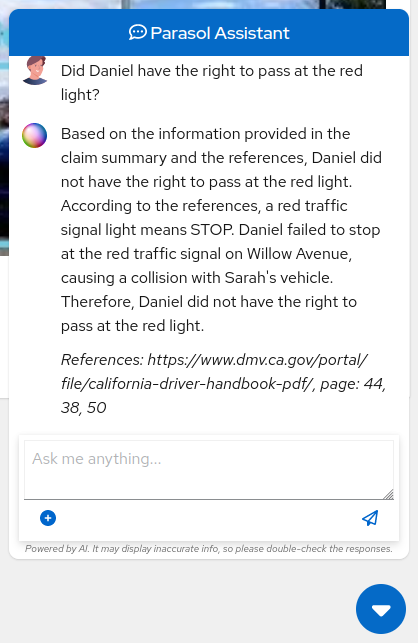 Parasol Assistant
Did Daniel have the right to pass at the red
light?
Based on the information provided in the
claim summary and the references, Daniel did
not have the right to pass at the red light.
According to the references, a red traffic
signal light means STOP. Daniel failed to stop
at the red traffic signal on Willow Avenue,
causing a collision with Sarah's vehicle.
Therefore, Daniel did not have the right to
pass at the red light.
References: https://www.dmv.ca.gov/portal/
file/california-driver-handbook-pdf/, page: 44,
38, 50
Ask me anything...
Powered by AI. It may display inaccurate info, so please double-check the responses.